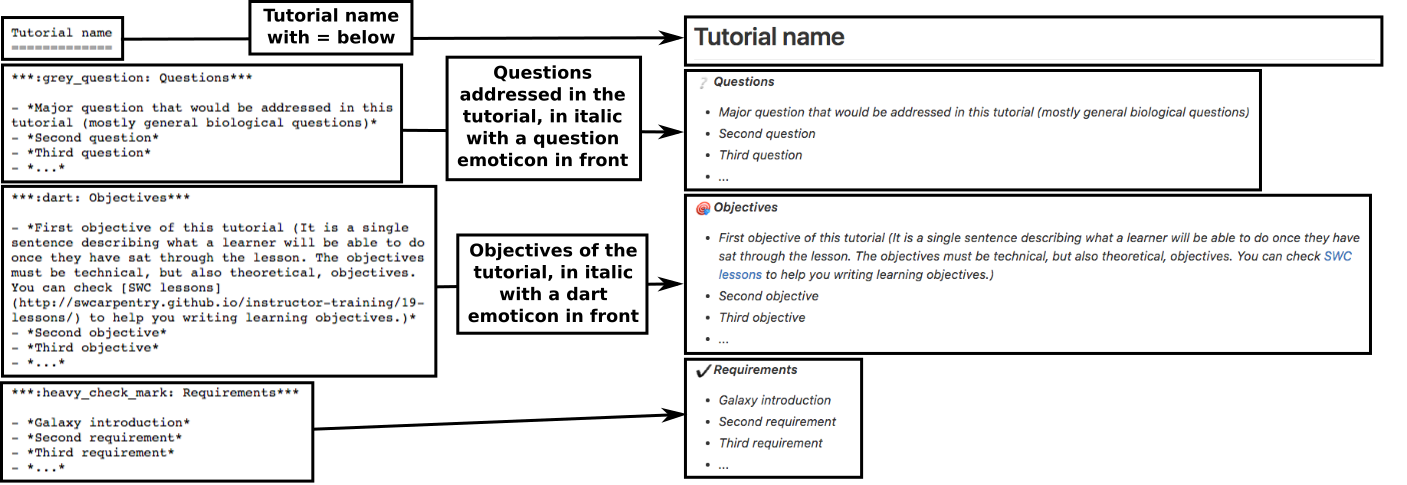 Tutorial name
=============
***:grey_question: Questions***
- *Major question that would be addressed in this
tutorial (mostly general biological questions)*
- *Second question*
- *Third question*
- *...*
***:dart: Objectives***
- *First objective of this tutorial (It is a single
sentence describing what a learner will be able to do
once they have sat through the lesson. The objectives
must be technical, but also theoretical, objectives.
You can check [SWC lessons]
(http://swcarpentry.github.io/instructor-training/19-
lessons/) to help you writing learning objectives.)*
- *Second objective*
- *Third objective*
- *...*
***:heavy_check_mark: Requirements***
- *Galaxy introduction*
- *Second requirement*
- *Third requirement*
- *...*
Tutorial name
with = below
Questions
addressed in the
tutorial, in italic
with a question
emoticon in front
Objectives of the
tutorial, in italic
with a dart
emoticon in front
Tutorial name
❔ Questions
• Major question that would be addressed in this tutorial (mostly general biological questions)
• Second question
• Third question
• ...
🎯 Objectives
• First objective of this tutorial (It is a single sentence describing what a learner will be able to do once they have
sat through the lesson. The objectives must be technical, but also theoretical, objectives. You can check SWC
lessons to help you writing learning objectives.)
• Second objective
• Third objective
• ...
✔ Requirements
• Galaxy introduction
• Second requirement
• Third requirement
• ...